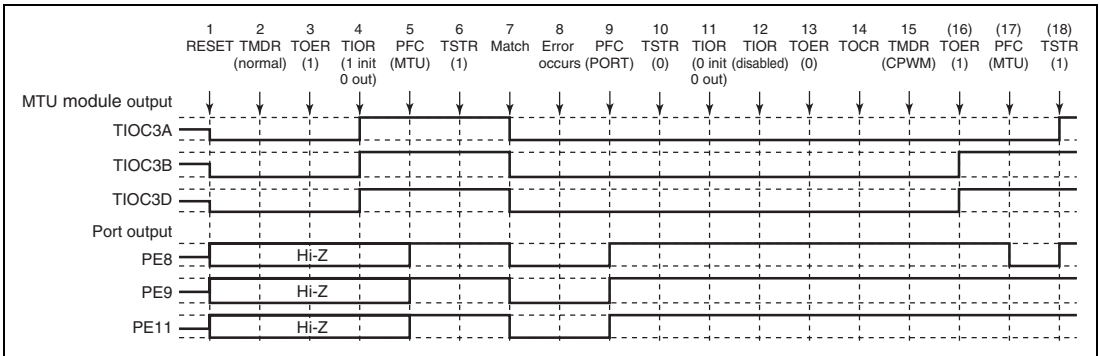 1 2 3 4 5 6 7 8 9 10 11 12 13 14 15 (16) (17) (18)
RESET TMDR TOER TIOR PFC TSTR Match Error PFC TSTR TIOR TIOR TOER TOCR TMDR TOER PFC TSTR
(normal) (1) (1 init (MTU) (1) occurs (PORT) (0) (0 init (disabled) (0) (CPWM) (1) (MTU) (1)
0 out) 0 out)
MTU module output
TIOC3A
TIOC3B
TIOC3D
Port output
PE8 Hi-Z
PE9 Hi-Z
PE11 Hi-Z